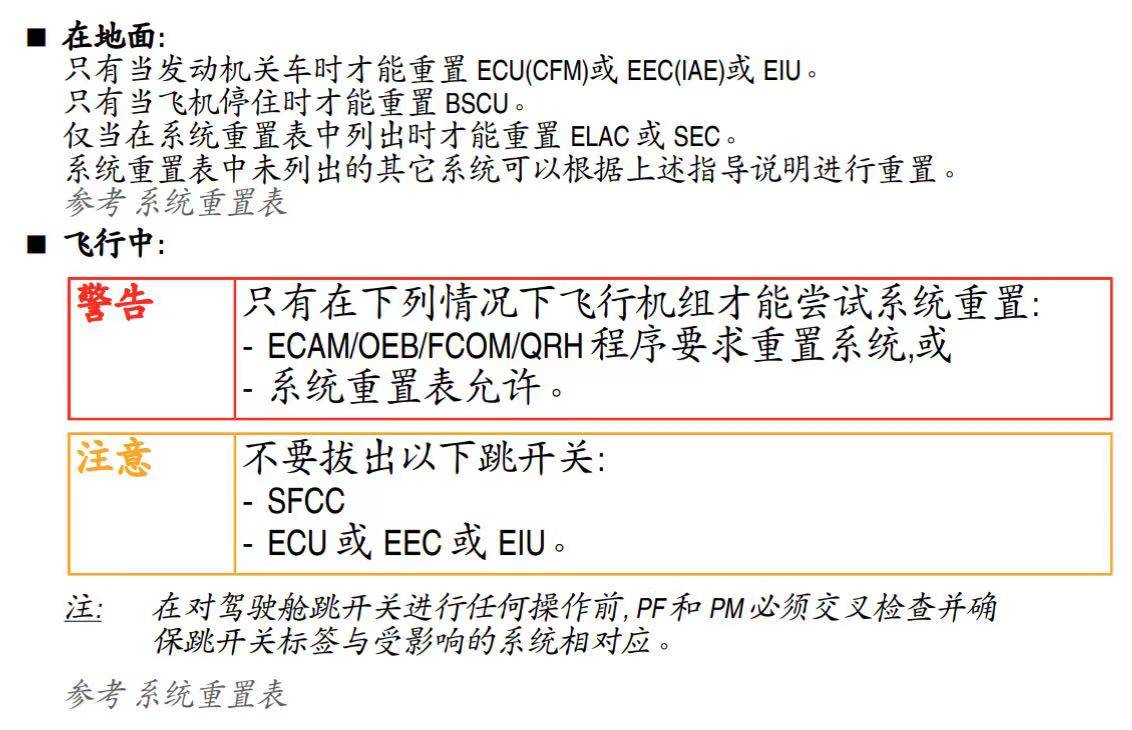 ■ 在地面:
只有当发动机关车时才能重置 ECU(CFM)或 EEC(IAE)或 EIU。
只有当飞机停住时才能重置 BSCU。
仅当在系统重置表中列出时才能重置 ELAC 或 SEC。
系统重置表中未列出的其它系统可以根据上述指导说明进行重置。
参考 系统重置表
■ 飞行中:
警告
只有在下列情况下飞行机组才能尝试系统重置:
- ECAM/OEB/FCOM/QRH 程序要求重置系统,或
- 系统重置表允许。
注意
不要拔出以下跳开关:
- SFCC
- ECU 或 EEC 或 EIU。
注: 在对驾驶舱跳开关进行任何操作前, PF 和 PM 必须交叉检查并确
保跳开关标签与受影响的系统相对应。
参考 系统重置表